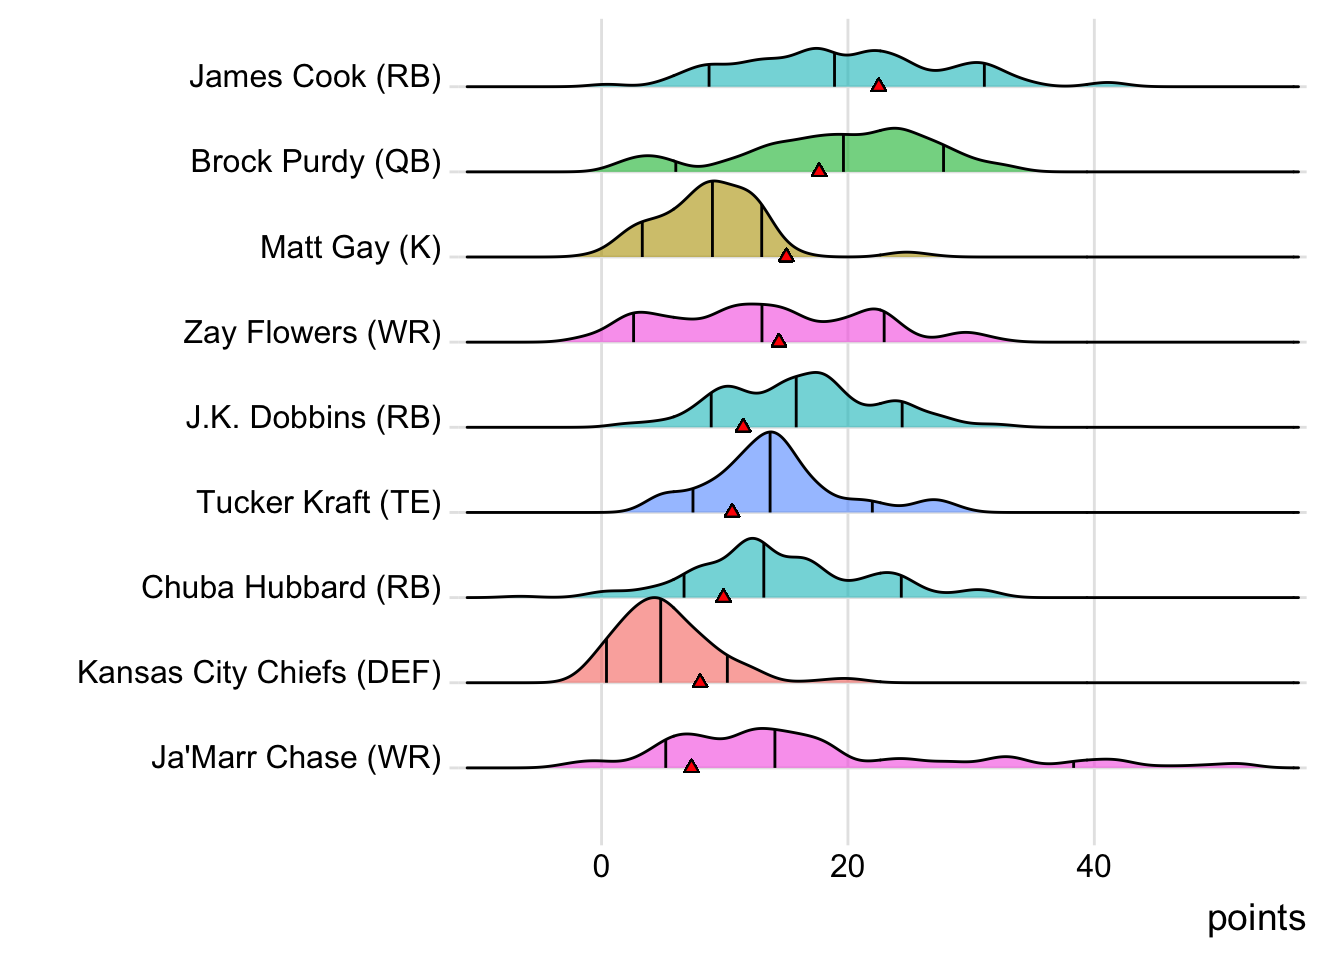 James Cook (RB)
Brock Purdy (QB)
Matt Gay (K)
Zay Flowers (WR)
J.K. Dobbins (RB)
Tucker Kraft (TE)
Chuba Hubbard (RB)
Kansas City Chiefs (DEF)
Ja'Marr Chase (WR)
0 20 40
points